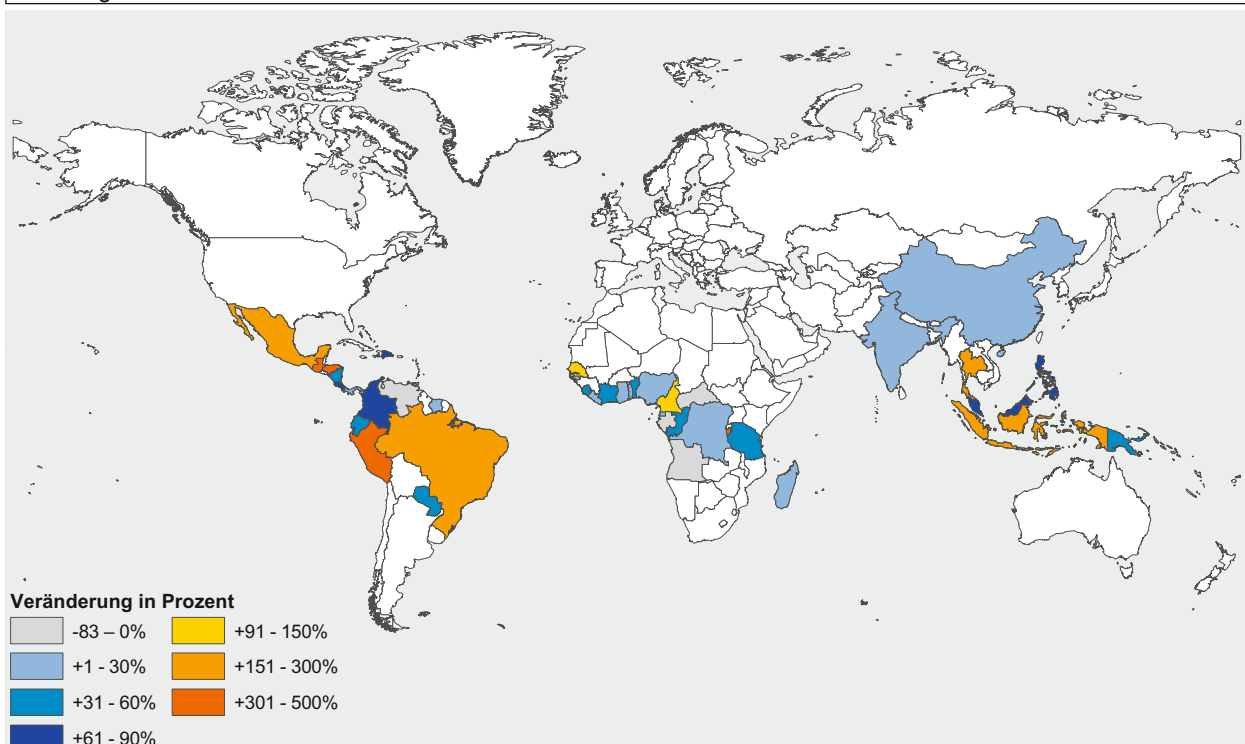 Veränderung in Prozent
-83 – 0%
+1 - 30%
+31 - 60%
+61 - 90%
+91 - 150%
+151 - 300%
+301 - 500%